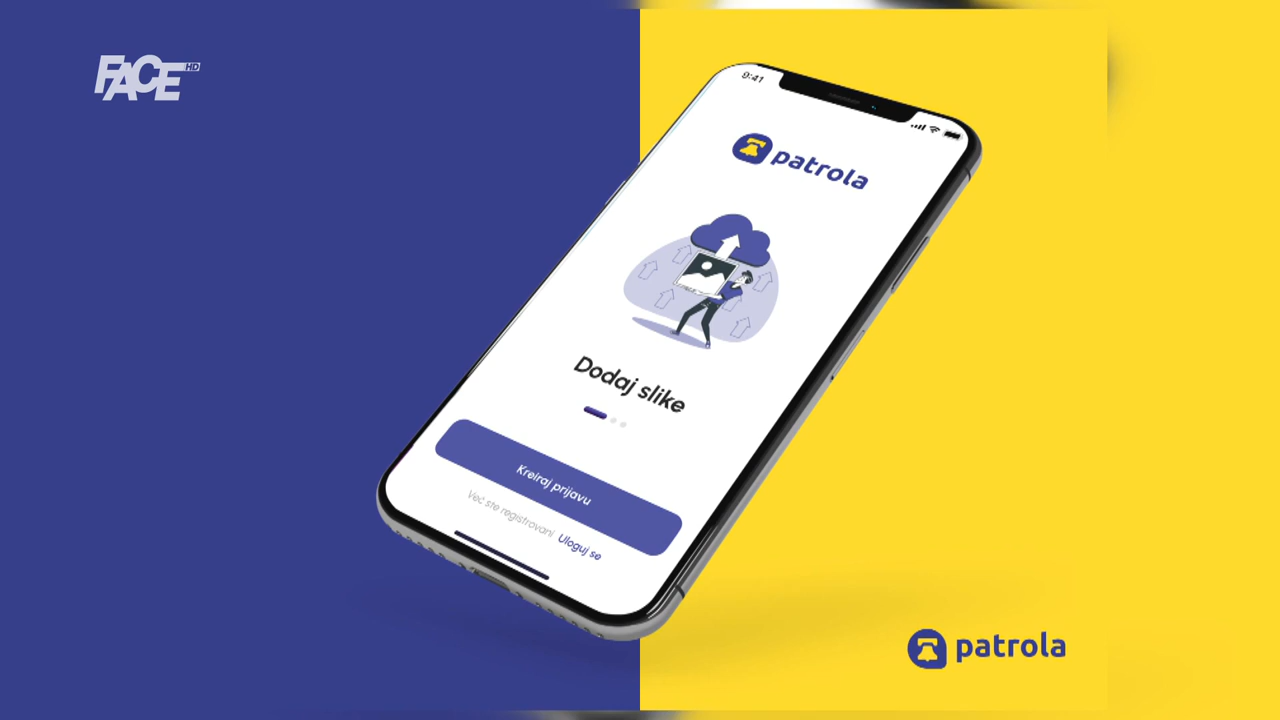 FACE HD
9:41
patrola
Dodaj slike
Kreiraj prijavu
Već ste registrovani Uloguj se
patrola